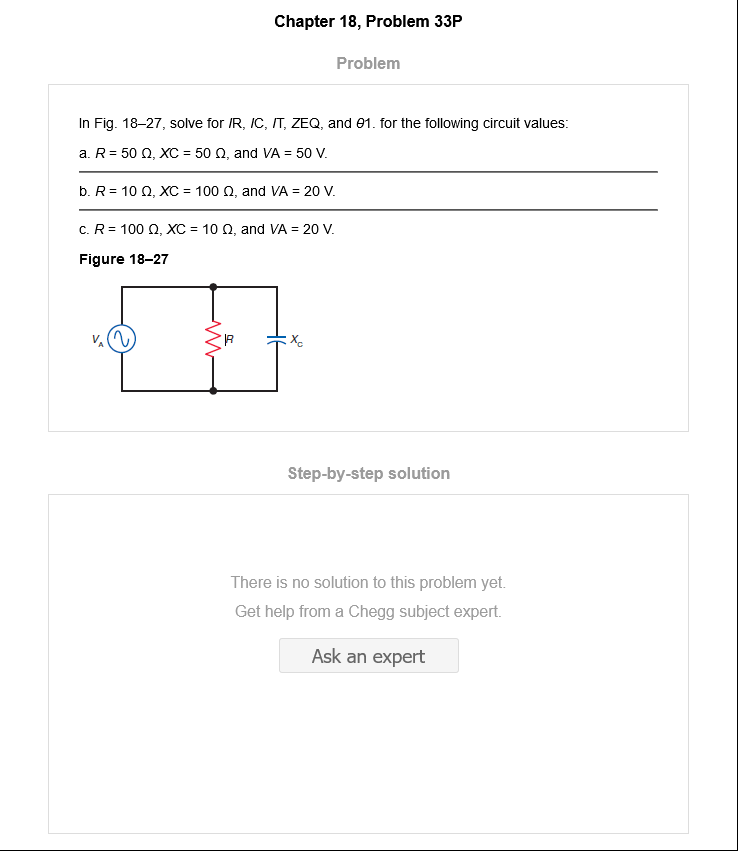 Chapter 18, Problem 33P
Problem
In Fig. 18–27, solve for IR, IC, IT, ZEQ, and θ1. for the following circuit values:
a. R = 50 Ω, XC = 50 Ω, and VA = 50 V.
b. R = 10 Ω, XC = 100 Ω, and VA = 20 V.
c. R = 100 Ω, XC = 10 Ω, and VA = 20 V.
Figure 18–27
VA R XC
Step-by-step solution
There is no solution to this problem yet.
Get help from a Chegg subject expert.
Ask an expert